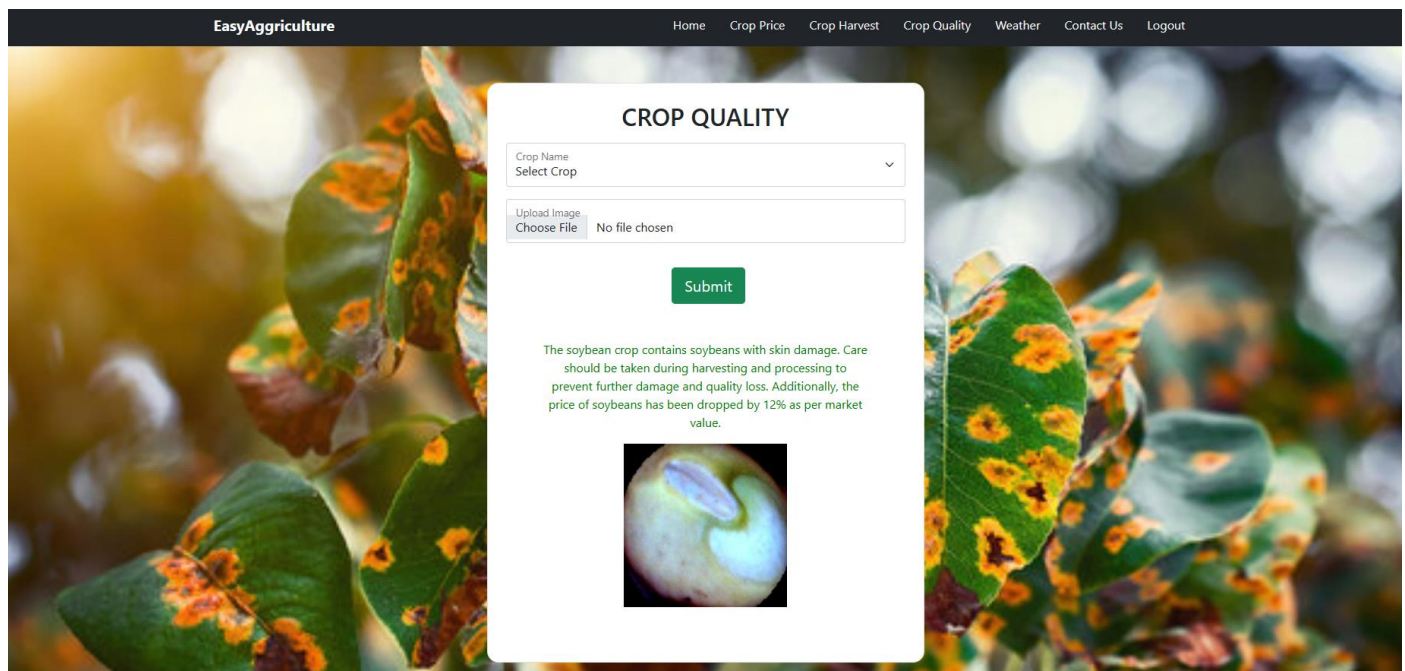 EasyAggriculture
Home Crop Price Crop Harvest Crop Quality Weather Contact Us Logout
CROP QUALITY
Crop Name
Select Crop
Upload Image
Choose File No file chosen
Submit
The soybean crop contains soybeans with skin damage. Care
should be taken during harvesting and processing to
prevent further damage and quality loss. Additionally, the
price of soybeans has been dropped by 12% as per market
value.